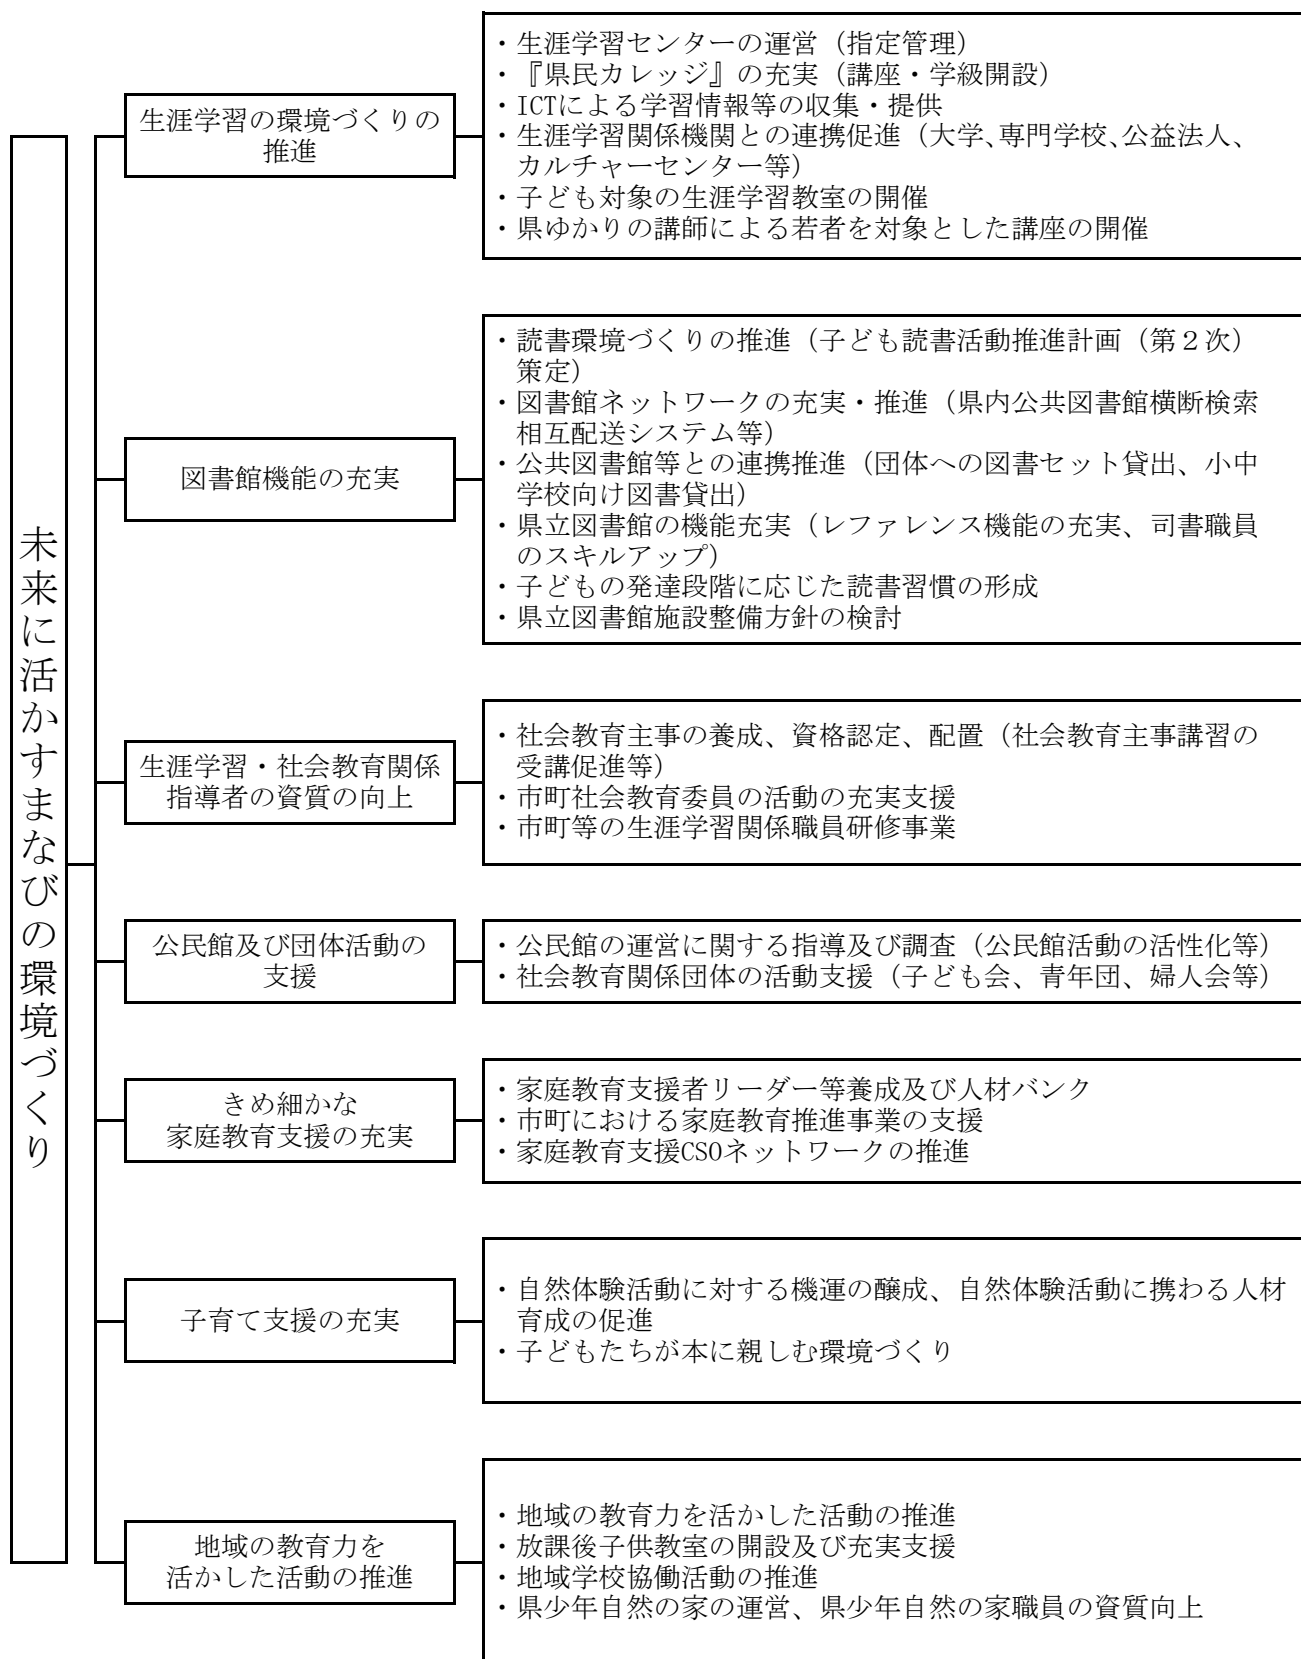 未来に活かすまなびの環境づくり
生涯学習の環境づくりの
推進
・生涯学習センターの運営（指定管理）
・『県民カレッジ』の充実（講座・学級開設）
・ICTによる学習情報等の収集・提供
・生涯学習関係機関との連携促進（大学、専門学校、公益法人、
カルチャーセンター等）
・子ども対象の生涯学習教室の開催
・県ゆかりの講師による若者を対象とした講座の開催
図書館機能の充実
・読書環境づくりの推進（子ども読書活動推進計画（第２次）
策定）
・図書館ネットワークの充実・推進（県内公共図書館横断検索
相互配送システム等）
・公共図書館等との連携推進（団体への図書セット貸出、小中
学校向け図書貸出）
・県立図書館の機能充実（レファレンス機能の充実、司書職員
のスキルアップ）
・子どもの発達段階に応じた読書習慣の形成
・県立図書館施設整備方針の検討
生涯学習・社会教育関係
指導者の資質の向上
・社会教育主事の養成、資格認定、配置（社会教育主事講習の
受講促進等）
・市町社会教育委員の活動の充実支援
・市町等の生涯学習関係職員研修事業
公民館及び団体活動の
支援
・公民館の運営に関する指導及び調査（公民館活動の活性化等）
・社会教育関係団体の活動支援（子ども会、青年団、婦人会等）
きめ細かな
家庭教育支援の充実
・家庭教育支援者リーダー等養成及び人材バンク
・市町における家庭教育推進事業の支援
・家庭教育支援CSOネットワークの推進
子育て支援の充実
・自然体験活動に対する機運の醸成、自然体験活動に携わる人材
育成の促進
・子どもたちが本に親しむ環境づくり
地域の教育力を
活かした活動の推進
・地域の教育力を活かした活動の推進
・放課後子供教室の開設及び充実支援
・地域学校協働活動の推進
・県少年自然の家の運営、県少年自然の家職員の資質向上